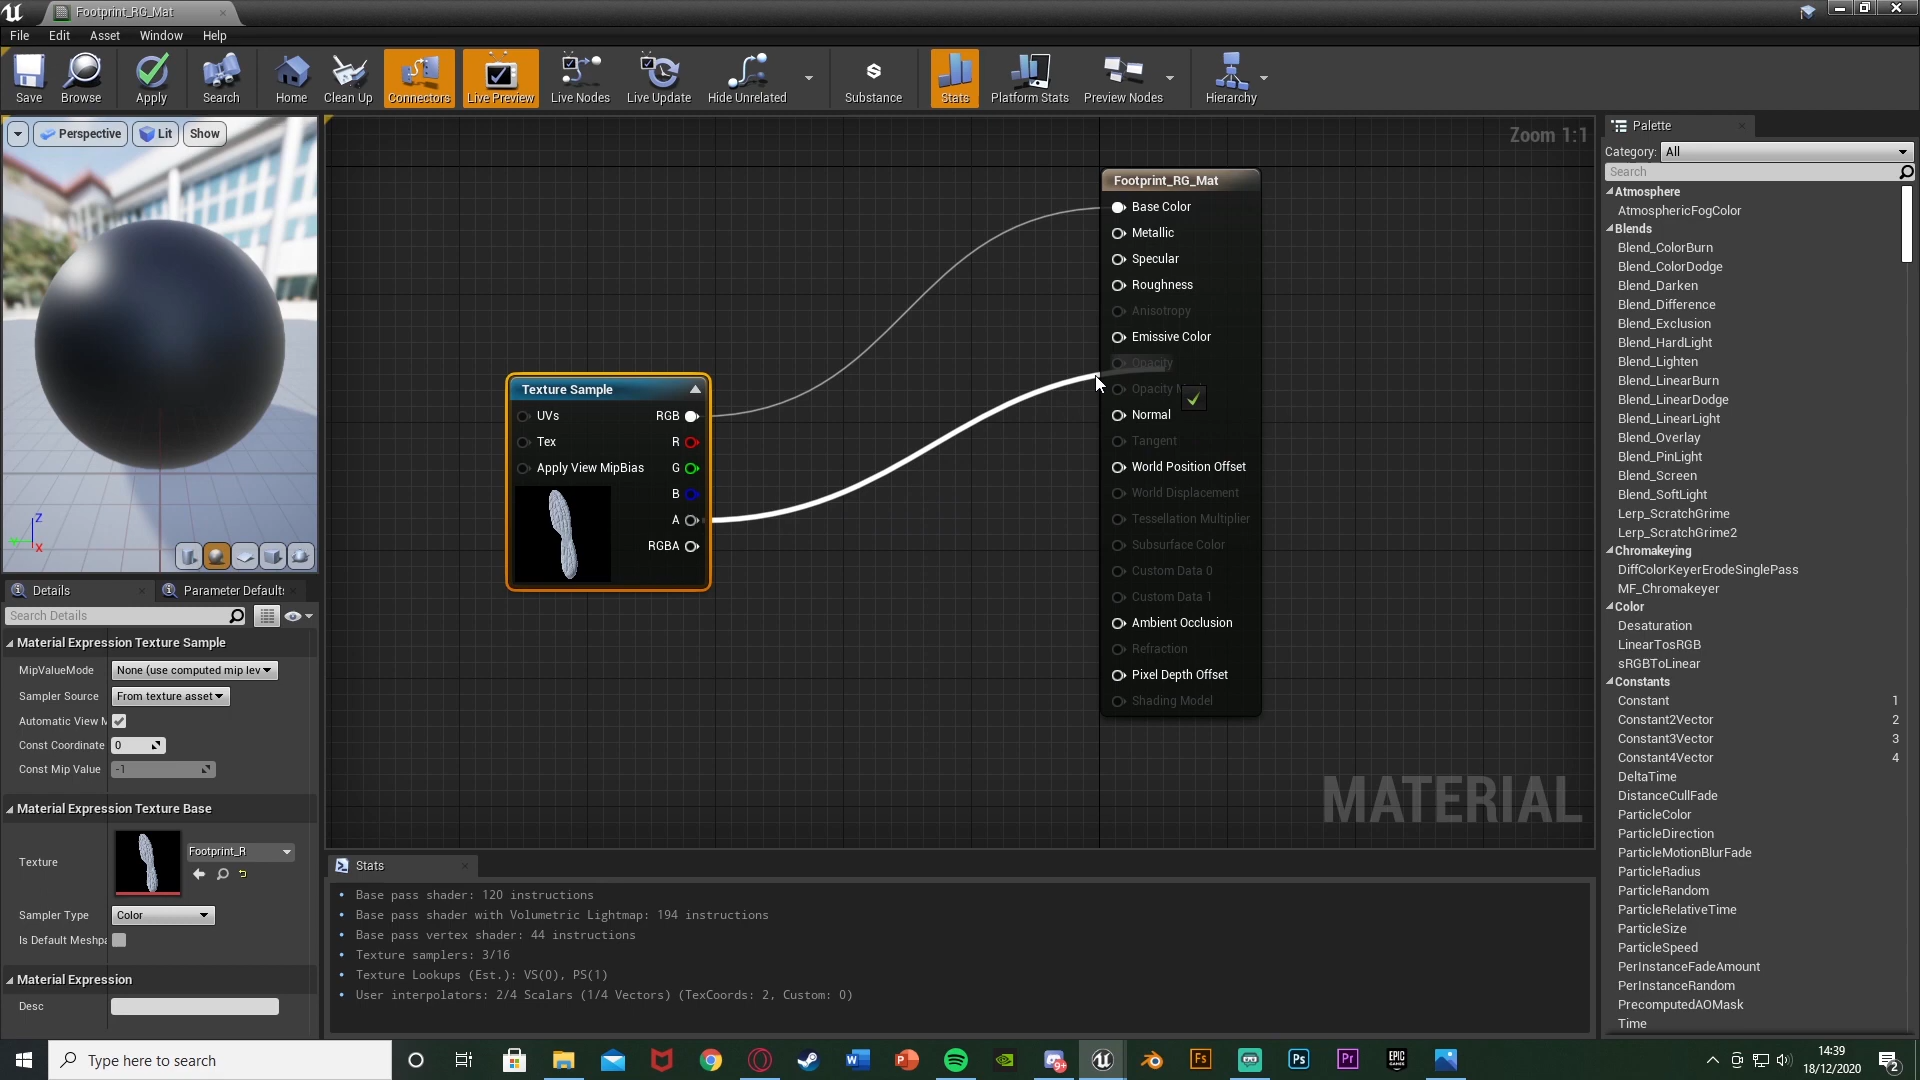 Footprint_RG_Mat
File Edit Asset Window Help
Save Browse Apply Search Home Clean Up Connectors Live Preview Live Nodes Live Update Hide Unrelated Substance Stats Platform Stats Preview Nodes Hierarchy
Perspective Lit Show
Z
X
Zoom 1:1
Footprint_RG_Mat
Base Color
Metallic
Specular
Roughness
Anisotropy
Emissive Color
Opacity
Opacity
Normal
Tangent
World Position Offset
World Displacement
Tessellation Multiplier
Subsurface Color
Custom Data 0
Custom Data 1
Ambient Occlusion
Refraction
Pixel Depth Offset
Shading Model
Texture Sample
UVs RGB
Tex R
Apply View MipBias G
B
A
RGBA
MATERIAL
Details Parameter Defaults
Search Details
Material Expression Texture Sample
MipValueMode None (use computed mip lev
Sampler Source From texture asset
Automatic View M
Const Coordinate 0
Const Mip Value -1
Material Expression Texture Base
Texture Footprint_R
Sampler Type Color
Is Default Meshpa
Material Expression
Desc
Stats
• Base pass shader: 120 instructions
• Base pass shader with Volumetric Lightmap: 194 instructions
• Base pass vertex shader: 44 instructions
• Texture samplers: 3/16
• Texture Lookups (Est.): VS(0), PS(1)
• User interpolators: 2/4 Scalars (1/4 Vectors) (TexCoords: 2, Custom: 0)
Palette
Category: All
Search
Atmosphere
AtmosphericFogColor
Blends
Blend_ColorBurn
Blend_ColorDodge
Blend_Darken
Blend_Difference
Blend_Exclusion
Blend_HardLight
Blend_Lighten
Blend_LinearBurn
Blend_LinearDodge
Blend_LinearLight
Blend_Overlay
Blend_PinLight
Blend_Screen
Blend_SoftLight
Lerp_ScratchGrime
Lerp_ScratchGrime2
Chromakeying
DiffColorKeyerErodeSinglePass
MF_Chromakeyer
Color
Desaturation
LinearTosRGB
sRGBToLinear
Constants
Constant 1
Constant2Vector 2
Constant3Vector 3
Constant4Vector 4
DeltaTime
DistanceCullFade
ParticleColor
ParticleDirection
ParticleMotionBlurFade
ParticleRadius
ParticleRandom
ParticleRelativeTime
ParticleSize
ParticleSpeed
PerInstanceFadeAmount
PerInstanceRandom
PrecomputedAOMask
Time
Type here to search
14:39
18/12/2020